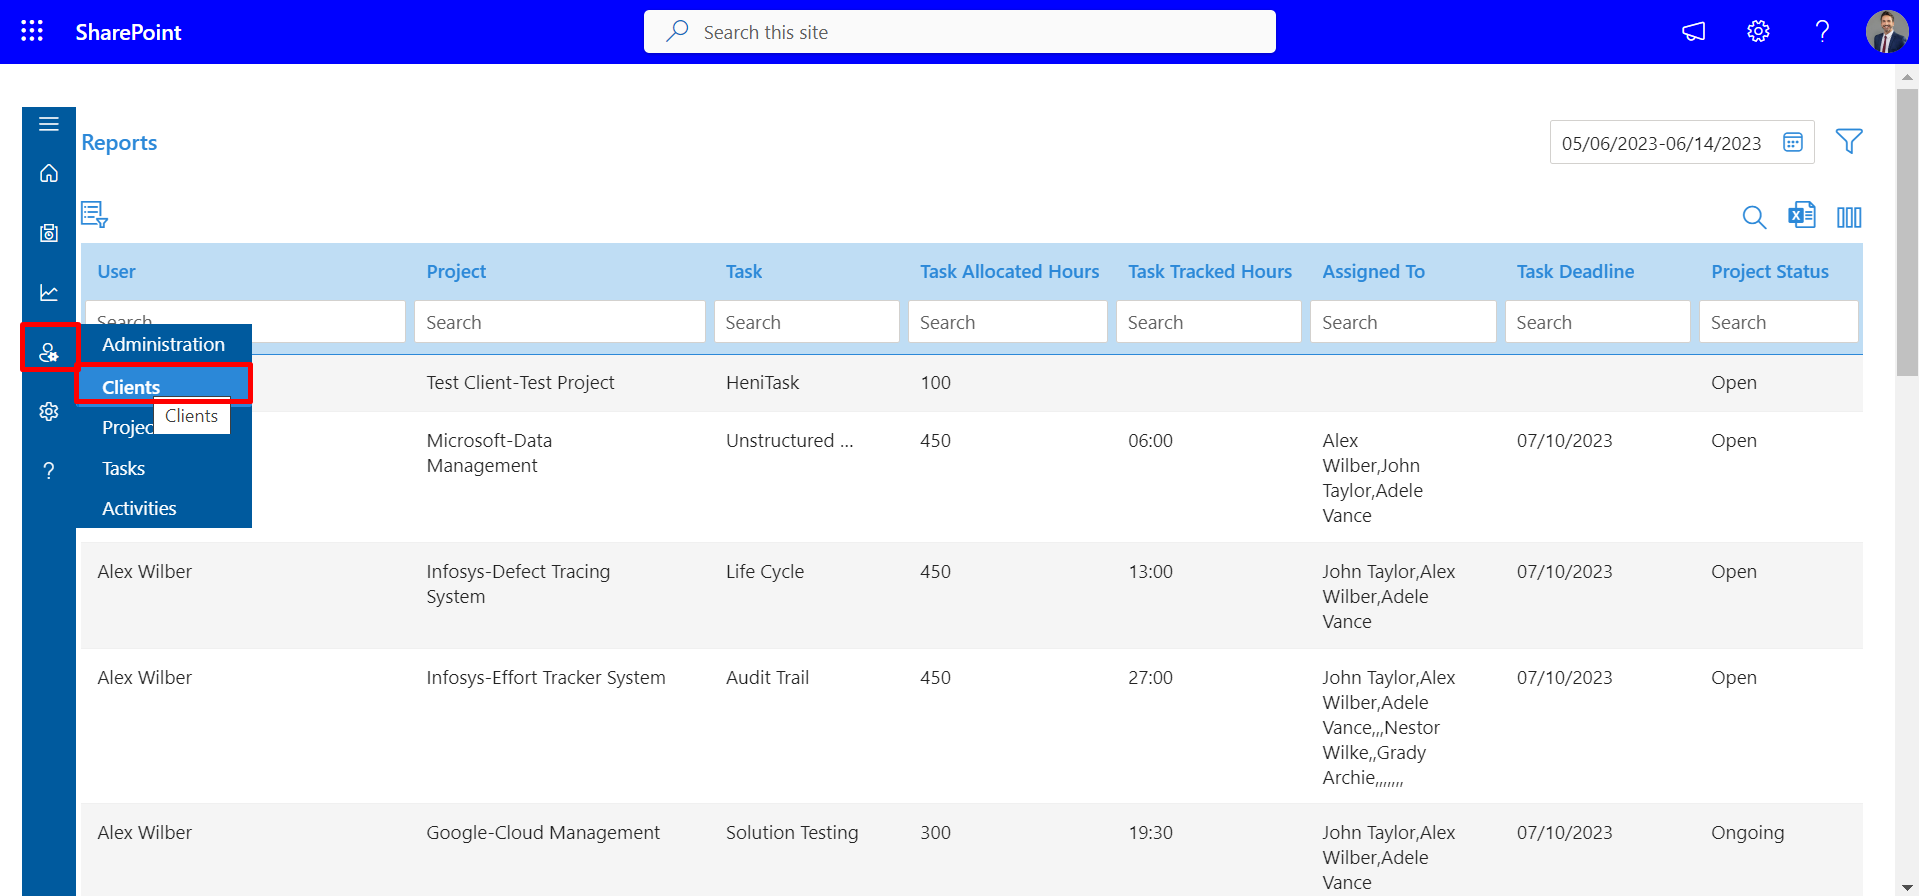 SharePoint
Search this site
Reports
05/06/2023-06/14/2023
User Project Task Task Allocated Hours Task Tracked Hours Assigned To Task Deadline Project Status
Search Search Search Search Search Search Search Search
Administration
Clients
Clients
Projec
Tasks
Activities
Test Client-Test Project HeniTask 100 Open
Microsoft-Data Unstructured ... 450 06:00 Alex 07/10/2023 Open
Management Wilber,John
Taylor,Adele
Vance
Alex Wilber Infosys-Defect Tracing Life Cycle 450 13:00 John Taylor,Alex 07/10/2023 Open
System Wilber,Adele
Vance
Alex Wilber Infosys-Effort Tracker System Audit Trail 450 27:00 John Taylor,Alex 07/10/2023 Open
Wilber,Adele
Vance,,,Nestor
Wilke,,Grady
Archie,,,,,,,
Alex Wilber Google-Cloud Management Solution Testing 300 19:30 John Taylor,Alex 07/10/2023 Ongoing
Wilber,Adele
Vance